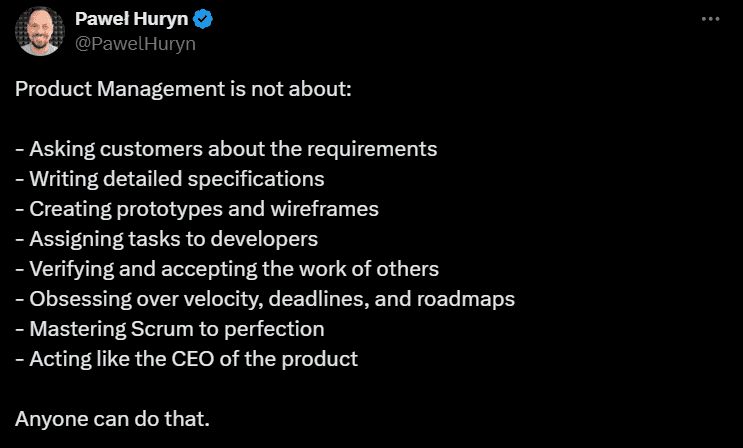 Paweł Huryn
@PawelHuryn
Product Management is not about:
- Asking customers about the requirements
- Writing detailed specifications
- Creating prototypes and wireframes
- Assigning tasks to developers
- Verifying and accepting the work of others
- Obsessing over velocity, deadlines, and roadmaps
- Mastering Scrum to perfection
- Acting like the CEO of the product
Anyone can do that.